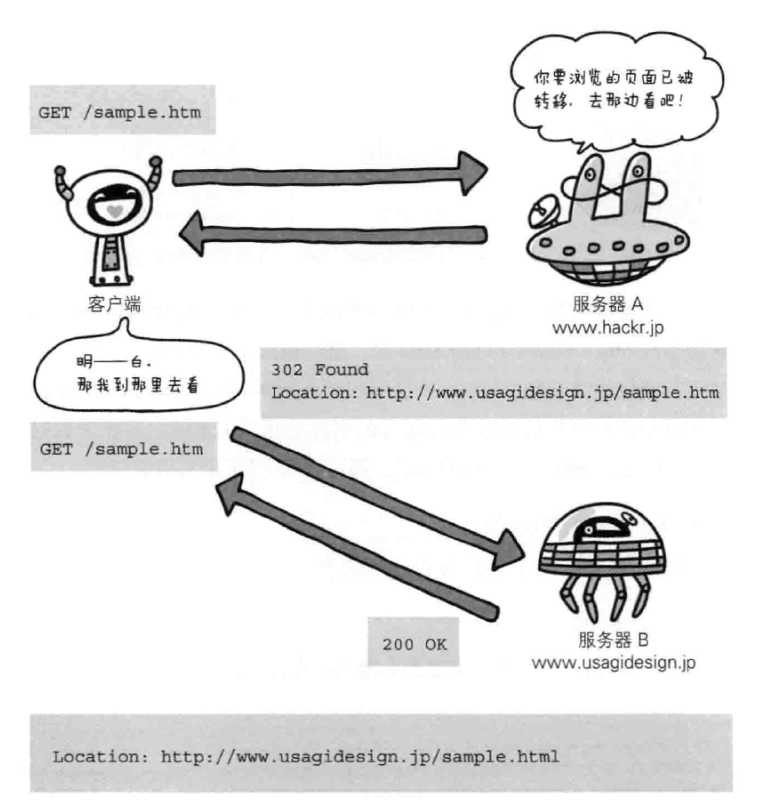 你要浏览的页面已被
转移，去那边看吧！
GET /sample.htm
客户端
服务器 A
www.hackr.jp
明——白．
那我到那里去看
302 Found
Location: http://www.usagidesign.jp/sample.htm
GET /sample.htm
200 OK
服务器 B
www.usagidesign.jp
Location: http://www.usagidesign.jp/sample.html